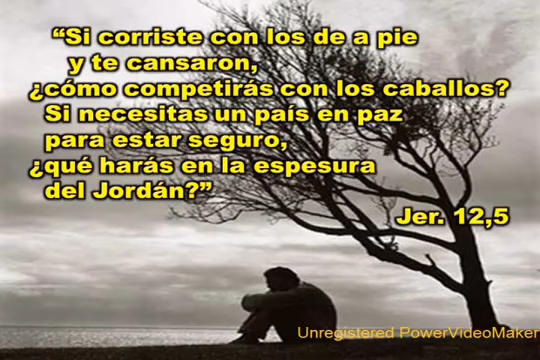 “Si corriste con los de a pie
y te cansaron,
¿cómo competirás con los caballos?
Si necesitas un país en paz
para estar seguro,
¿qué harás en la espesura
del Jordán?”
Jer. 12,5
Unregistered PowerVideoMaker